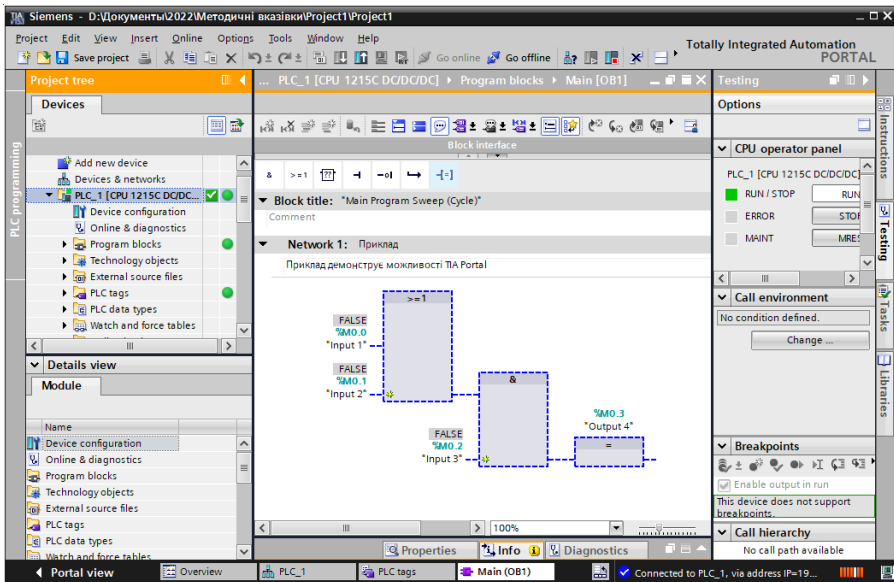 Siemens - D:\Документы\2022\Методичні вказівки\Project1\Project1
Project Edit View Insert Online Options Tools Window Help
Totally Integrated Automation
PORTAL
Save project Go online Go offline
Project tree
Devices
PLC programming
Add new device
Devices & networks
PLC_1 [CPU 1215C DC/DC...
Device configuration
Online & diagnostics
Program blocks
Technology objects
External source files
PLC tags
PLC data types
Watch and force tables
Details view
Module
Name
Device configuration
Online & diagnostics
Program blocks
Technology objects
External source files
PLC tags
PLC data types
Watch and force tables
... PLC_1 [CPU 1215C DC/DC/DC] Program blocks Main [OB1]
Block interface
& >=1 ?? -| -o| -[=]
Block title: "Main Program Sweep (Cycle)"
Comment
Network 1: Приклад
Приклад демонструє можливості TIA Portal
>=1
FALSE
%M0.0
"Input 1"
FALSE
%M0.1
"Input 2"
&
FALSE
%M0.2
"Input 3"
%M0.3
"Output 4"
=
100%
Properties Info Diagnostics
Testing
Options
CPU operator panel
PLC_1 [CPU 1215C DC/DC/DC]
RUN / STOP RUN
ERROR STOP
MAINT MRES
Call environment
No condition defined.
Change ...
Breakpoints
Enable output in run
This device does not support
breakpoints.
Call hierarchy
No call path available
Instructions
Testing
Tasks
Libraries
Portal view Overview PLC_1 PLC tags Main (OB1) Connected to PLC_1, via address IP=19...